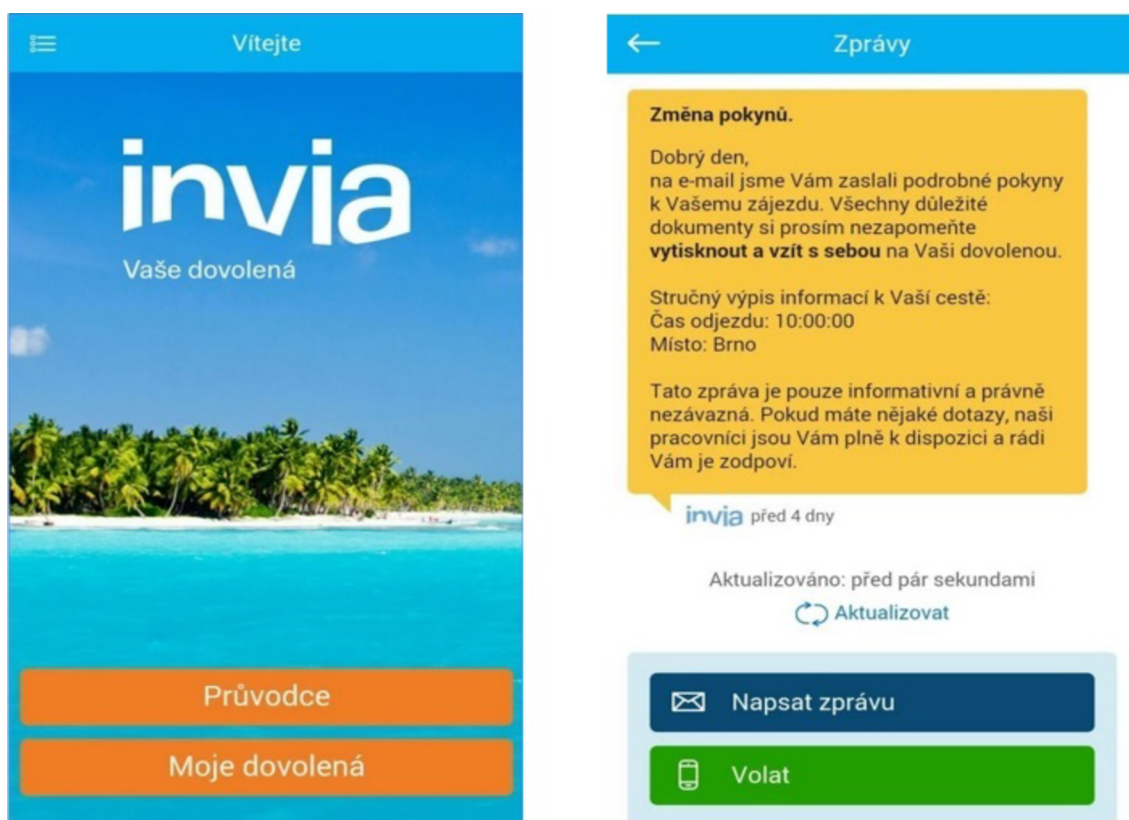 Vítejte
invia
Vaše dovolená
Průvodce
Moje dovolená
Zprávy
Změna pokynů.
Dobrý den,
na e-mail jsme Vám zaslali podrobné pokyny
k Vašemu zájezdu. Všechny důležité
dokumenty si prosím nezapomeňte
vytisknout a vzít s sebou na Vaši dovolenou.
Stručný výpis informací k Vaší cestě:
Čas odjezdu: 10:00:00
Místo: Brno
Tato zpráva je pouze informativní a právně
nezávazná. Pokud máte nějaké dotazy, naši
pracovníci jsou Vám plně k dispozici a rádi
Vám je zodpoví.
invia před 4 dny
Aktualizováno: před pár sekundami
Aktualizovat
Napsat zprávu
Volat